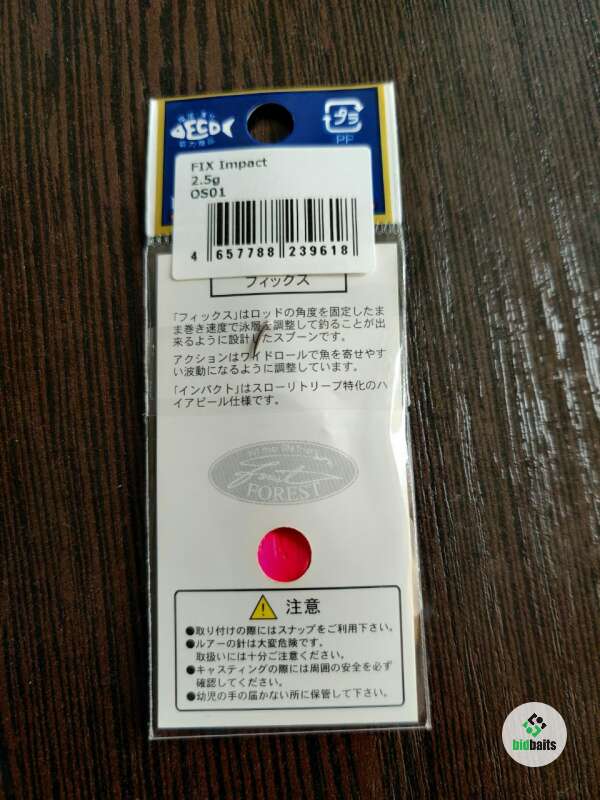 ECO
プラ
PF
FIX Impact
2.5g
OS01
4 657788 239618
フィックス
「フィックス」はロッドの角度を固定したま
ま巻き速度で泳層を調整して釣ることが出
来るように設計したスプーンです。
アクションはワイドロールで魚を寄せやす
い波動になるように調整しています。
「インパクト」はスローリトリーブ特化のハ
イアピール仕様です。
Forest
FOREST
注意
●取り付けの際にはスナップをご利用下さい。
●ルアーの針は大変危険です。
取扱いには十分ご注意ください。
●キャスティングの際には周囲の安全を必ず
確認してください。
●幼児の手の届かない所に保管して下さい。
bidbaits